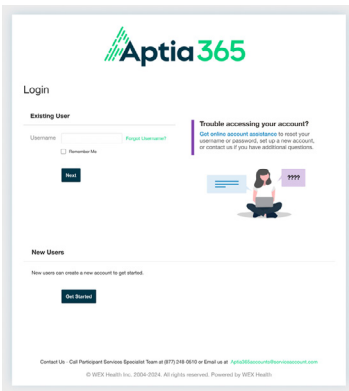 Aptia 365
Login
Existing User
Username
Forgot Username?
Remember Me
Next
Trouble accessing your account?
Get online account assistance to reset your
username or password, set up a new account,
or contact us if you have additional questions.
????
New Users
New users can create a new account to get started.
Get Started
Contact Us - Call Participant Services Specialist Team at (877) 248-0510 or Email us at Aptia365accounts@serviceaccount.com
© WEX Health Inc. 2004-2024. All rights reserved. Powered by WEX Health